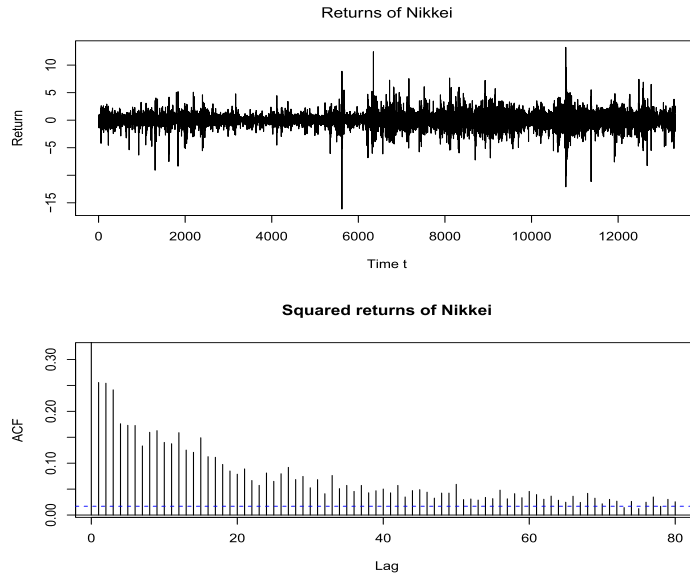 Returns of Nikkei
Return
10
5
0
−5
−15
0 2000 4000 6000 8000 10000 12000
Time t
Squared returns of Nikkei
ACF
0.30
0.20
0.10
0.00
0 20 40 60 80
Lag